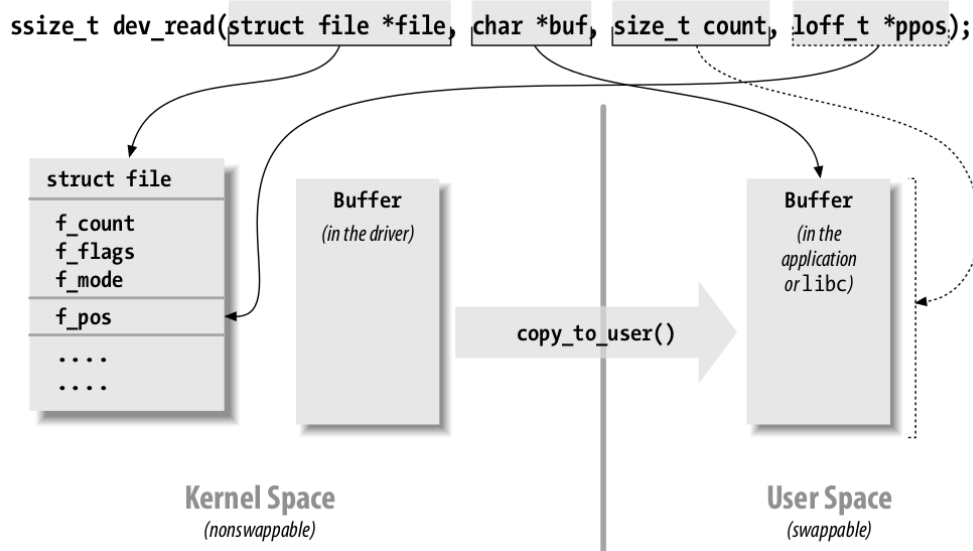 ssize_t dev_read(struct file *file, char *buf, size_t count, loff_t *ppos);
struct file
f_count
f_flags
f_mode
f_pos
....
....
Buffer
(in the driver)
copy_to_user()
Buffer
(in the
application
or libc)
Kernel Space
(nonswappable)
User Space
(swappable)